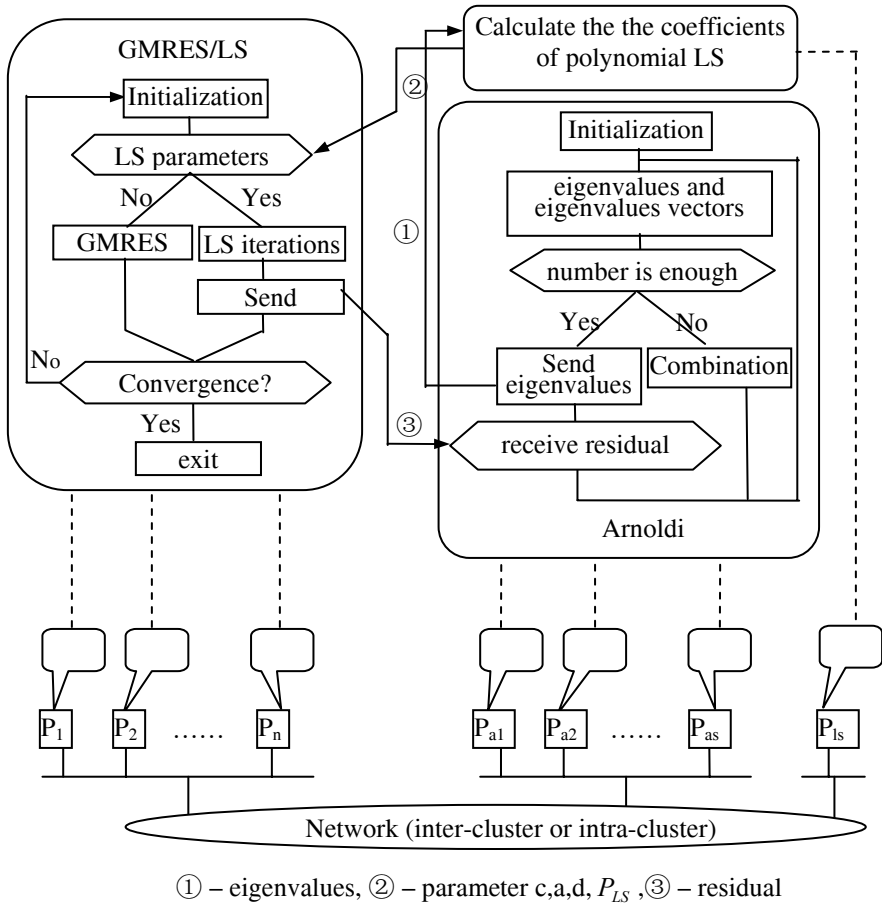 GMRES/LS
Initialization
LS parameters
No Yes
GMRES
LS iterations
Send
No
Convergence?
Yes
exit
①
②
③
Calculate the the coefficients
of polynomial LS
Initialization
eigenvalues and
eigenvalues vectors
number is enough
Yes No
Send
eigenvalues
Combination
receive residual
Arnoldi
P1 P2 …… Pn
Pa1 Pa2 …… Pas
Pls
Network (inter-cluster or intra-cluster)
① – eigenvalues, ② – parameter c,a,d, PLS ,③ – residual